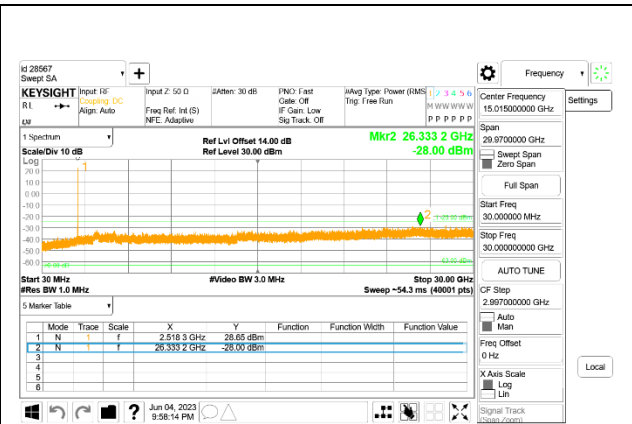 id 28567
Swept SA
Frequency
KEYSIGHT
RL
Input: RF
Coupling: DC
Align: Auto
Input Z: 50 Ω
Freq Ref: Int (S)
NFE: Adaptive
#Atten: 30 dB
PNO: Fast
Gate: Off
IF Gain: Low
Sig Track: Off
#Avg Type: Power (RMS
Trig: Free Run
1 2 3 4 5 6
M W W W W W
P P P P P P
Center Frequency
15.015000000 GHz
Settings
1 Spectrum
Scale/Div 10 dB
Ref Lvl Offset 14.00 dB
Ref Level 30.00 dBm
Mkr2 26.333 2 GHz
-28.00 dBm
Span
29.9700000 GHz
Swept Span
Zero Span
Full Span
Start Freq
30.000000 MHz
Stop Freq
30.000000000 GHz
AUTO TUNE
CF Step
2.997000000 GHz
Auto
Man
Freq Offset
0 Hz
X Axis Scale
Log
Lin
Signal Track
(Span Zoom)
Local
Log
20.0
10.0
0.00
-10.0
-20.0
-30.0
-40.0
-50.0
-60.0
1
2
Start 30 MHz
#Res BW 1.0 MHz
#Video BW 3.0 MHz
Stop 30.00 GHz
Sweep ~54.3 ms (40001 pts)
5 Marker Table
Mode Trace Scale X Y Function Function Width Function Value
1 N 1 f 2.518 3 GHz 28.65 dBm
2 N 1 f 26.333 2 GHz -28.00 dBm
3
4
5
6
?
Jun 04, 2023
9:58:14 PM